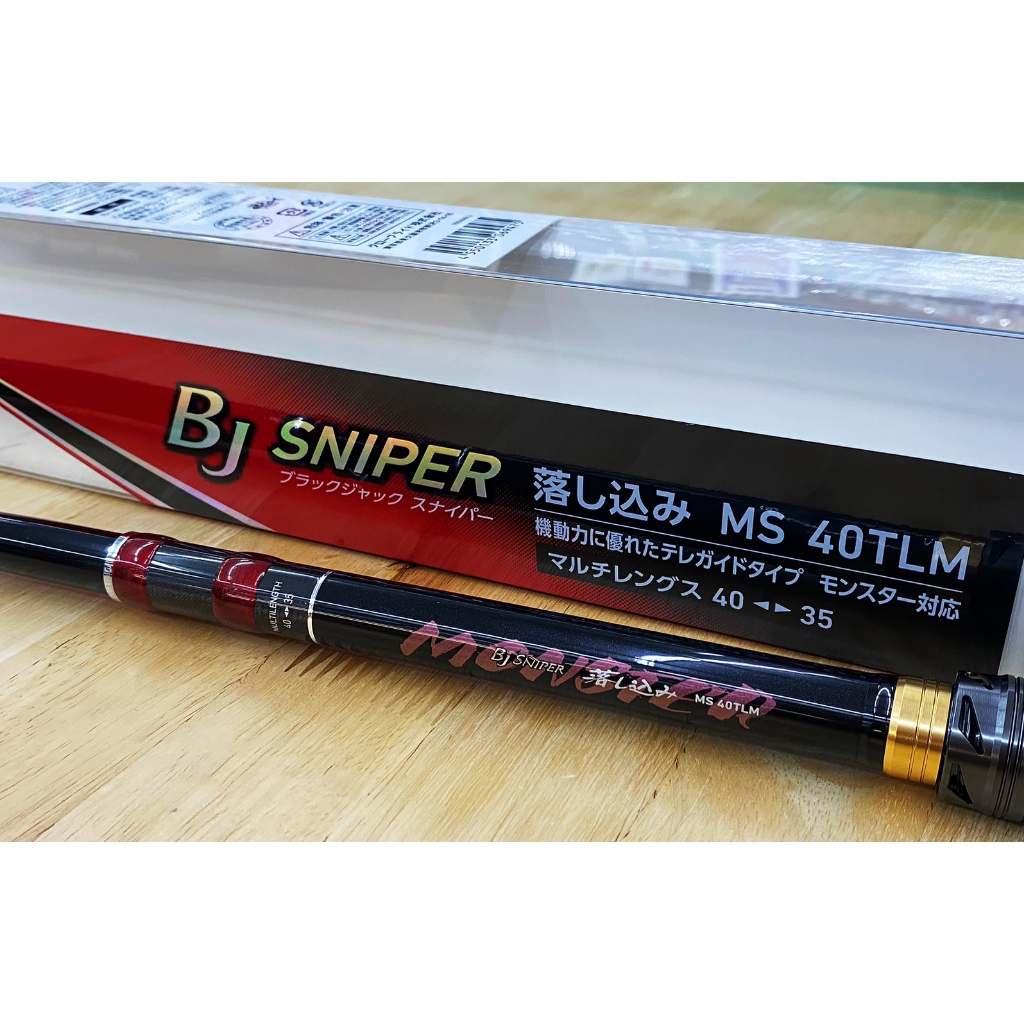 BJ SNIPER
ブラックジャック スナイパー
落し込み MS 40TLM
機動力に優れたテレガイドタイプ モンスター対応
マルチレングス 40 ◄► 35
MULTILENGTH
40 ◄► 35
MONSTER
BJ SNIPER 落し込み MS 40TLM